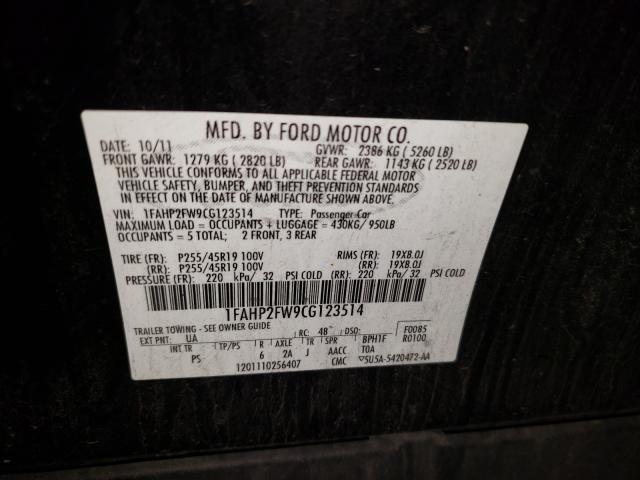 MFD. BY FORD MOTOR CO.
DATE: 10/11 GVWR: 2386 KG ( 5260 LB)
FRONT GAWR: 1279 KG ( 2820 LB) REAR GAWR: 1143 KG ( 2520 LB)
THIS VEHICLE CONFORMS TO ALL APPLICABLE FEDERAL MOTOR
VEHICLE SAFETY, BUMPER, AND THEFT PREVENTION STANDARDS
IN EFFECT ON THE DATE OF MANUFACTURE SHOWN ABOVE.
VIN: 1FAHP2FW9CG123514 TYPE: Passenger Car
MAXIMUM LOAD = OCCUPANTS + LUGGAGE = 430KG/ 950LB
OCCUPANTS = 5 TOTAL; 2 FRONT, 3 REAR
TIRE (FR): P255/45R19 100V RIMS (FR): 19X8.0J
(RR): P255/45R19 100V (RR): 19X8.0J
PRESSURE (FR): 220 kPa/ 32 PSI COLD (RR): 220 kPa/ 32 PSI COLD
1FAHP2FW9CG123514
TRAILER TOWING - SEE OWNER GUIDE
EXT PNT: UA RC: 48 DSO: F0085
INT TR TP/PS R AXLE TR SPR BPH1F R0100
PS 6 2A J AACC TOA
1201110256407 CMC 5U5A-5420472-AA